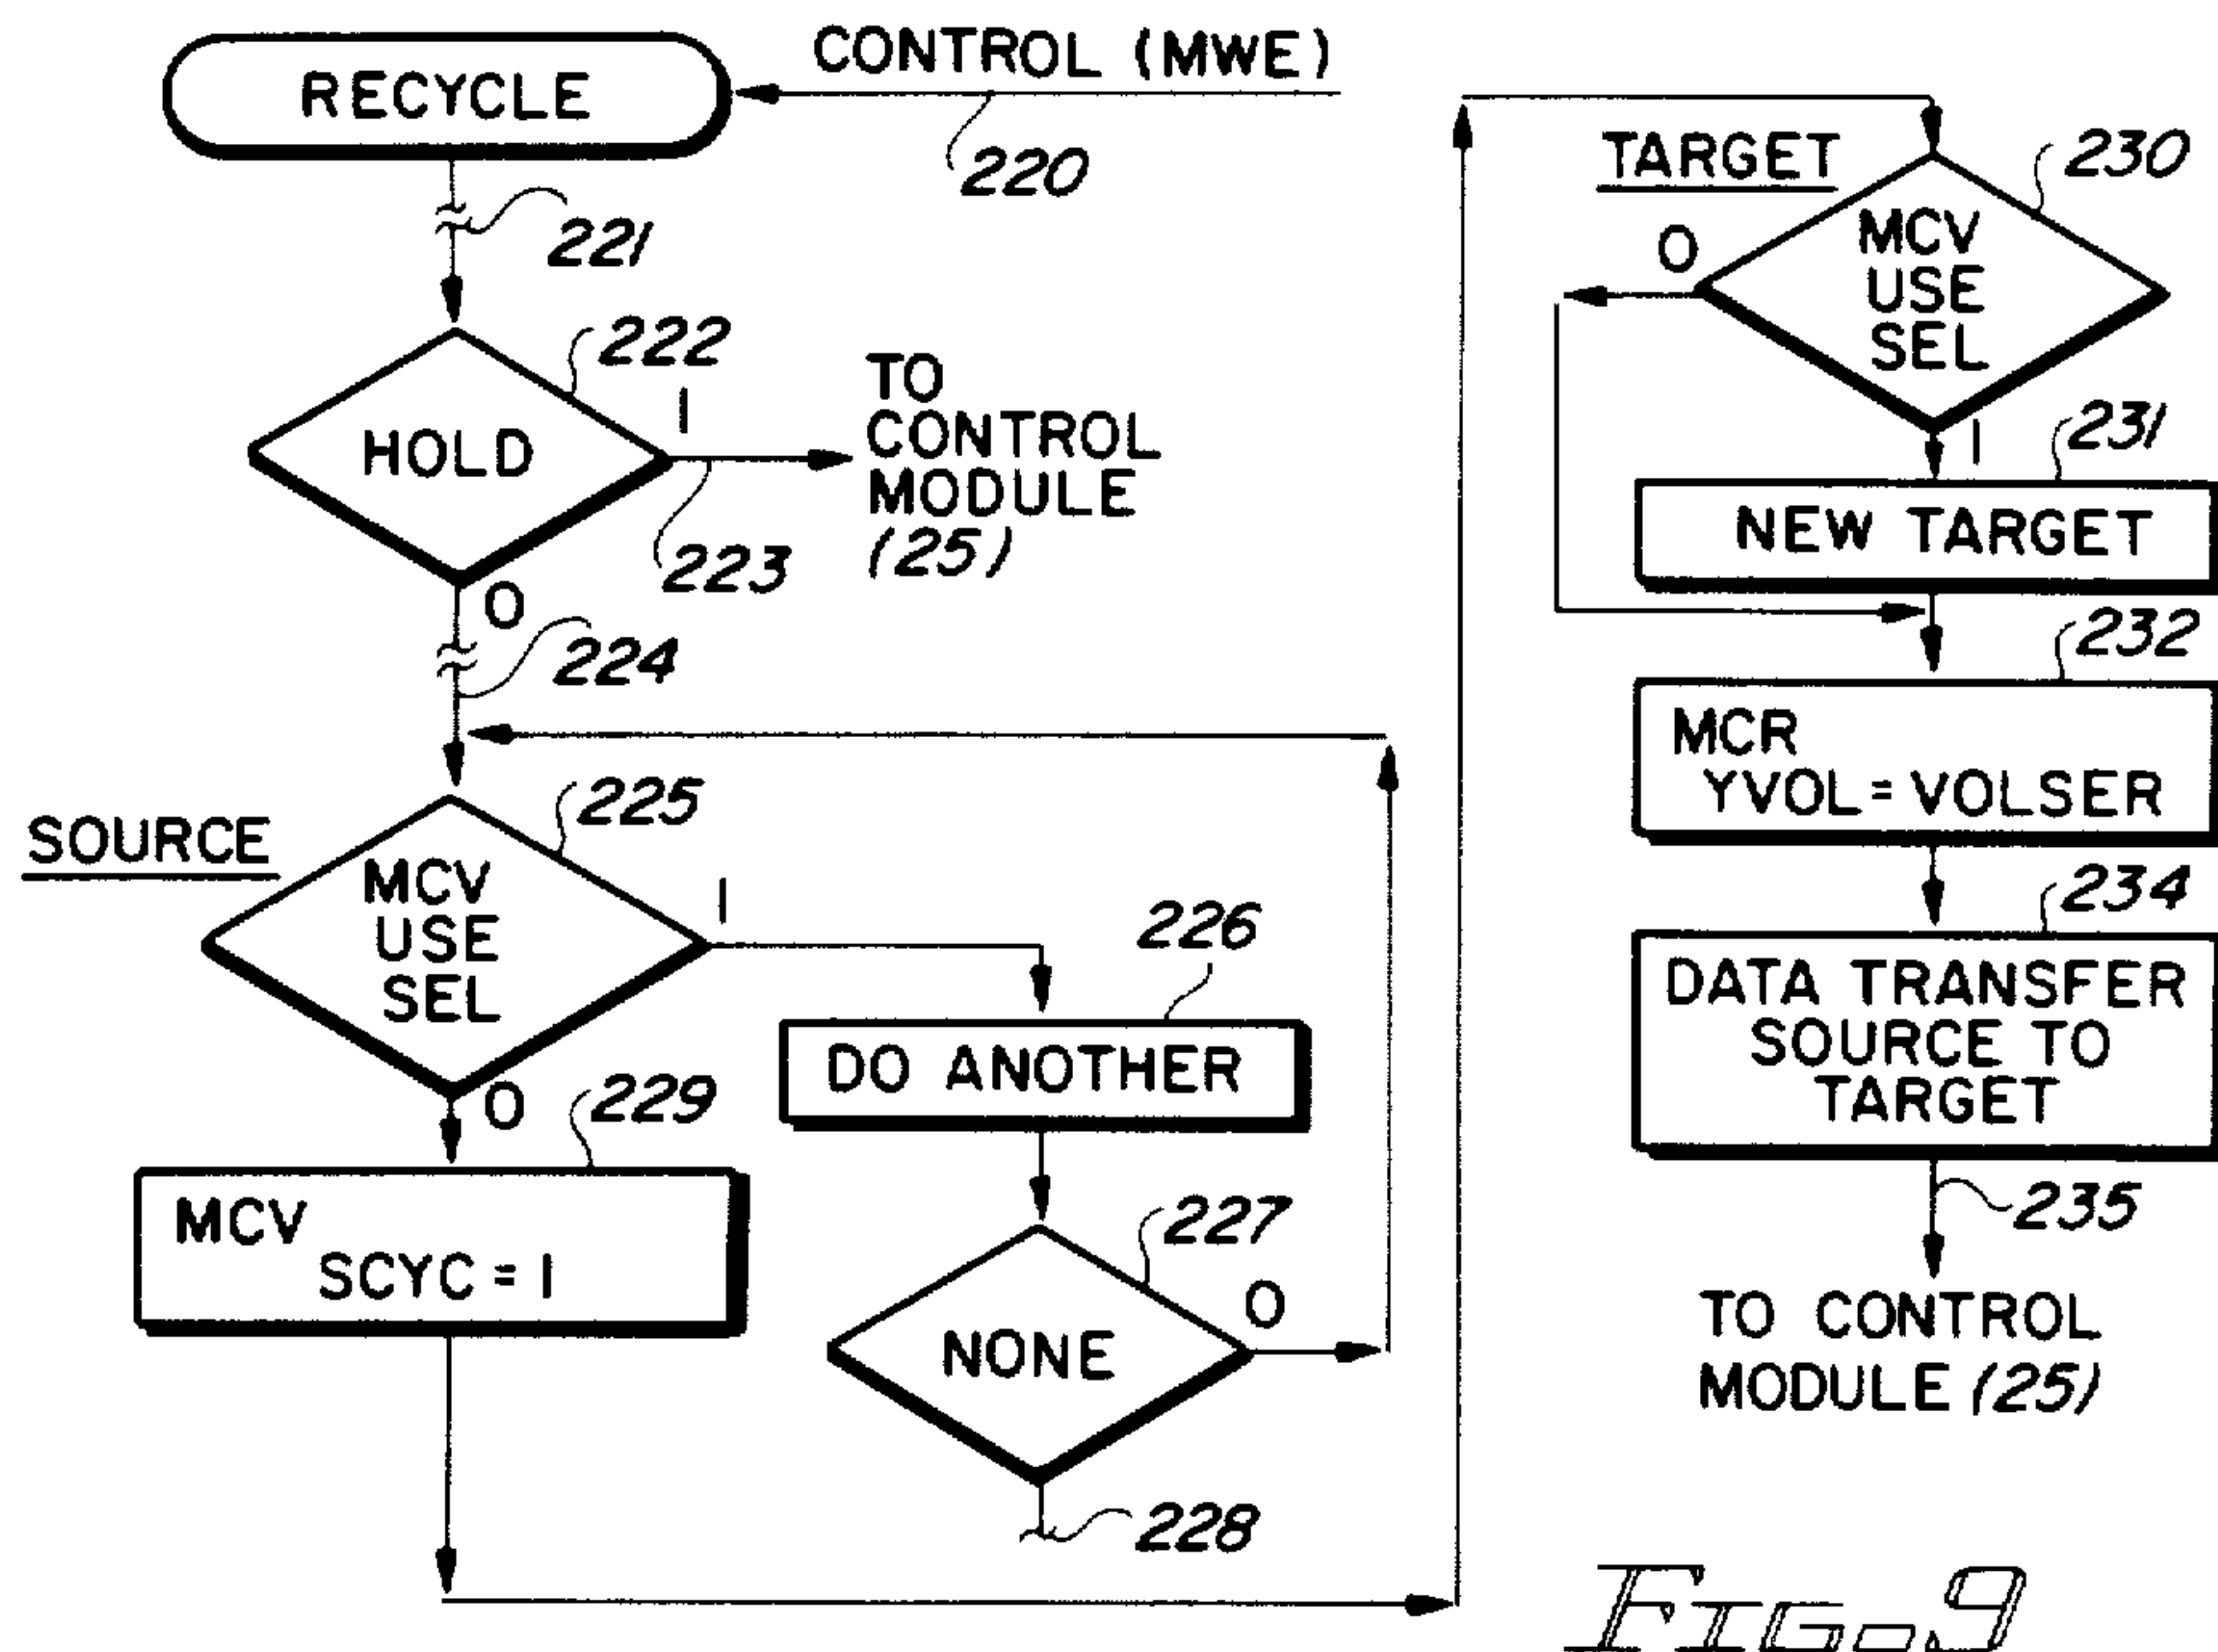 RECYCLE
CONTROL (MWE)
220
221
HOLD
222
1
TO
CONTROL
MODULE
(25)
223
0
224
SOURCE
MCV
USE
SEL
225
1
226
DO ANOTHER
0
229
MCV
SCYC = 1
NONE
227
0
228
TARGET
MCV
USE
SEL
230
0
1
231
NEW TARGET
232
MCR
YVOL = VOLSER
234
DATA TRANSFER
SOURCE TO
TARGET
235
TO CONTROL
MODULE (25)
FIG. 9